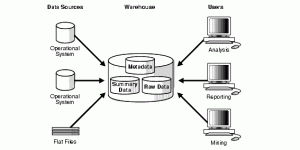 Data Sources
Warehouse
Users
Operational
System
Metadata
Analysis
Summary
Data
Raw Data
Operational
System
Reporting
Flat Files
Mining